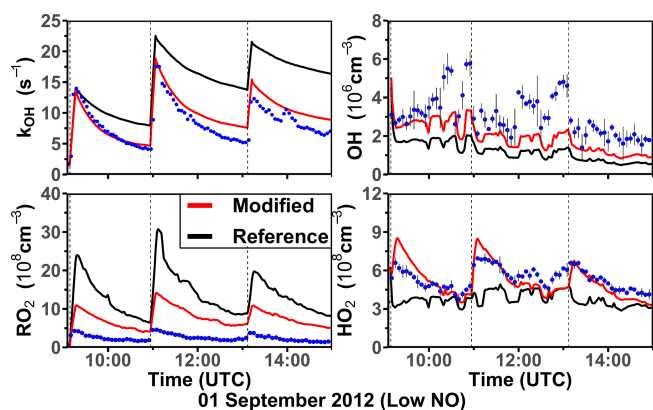 25
20
15
10
5
0
k_OH (s⁻¹)
8
6
4
2
0
OH (10⁶cm⁻³)
40
30
20
10
0
RO₂ (10⁸cm⁻³)
Modified
Reference
12
9
6
3
0
HO₂ (10⁸cm⁻³)
10:00 12:00 14:00
10:00 12:00 14:00
Time (UTC)
Time (UTC)
01 September 2012 (Low NO)